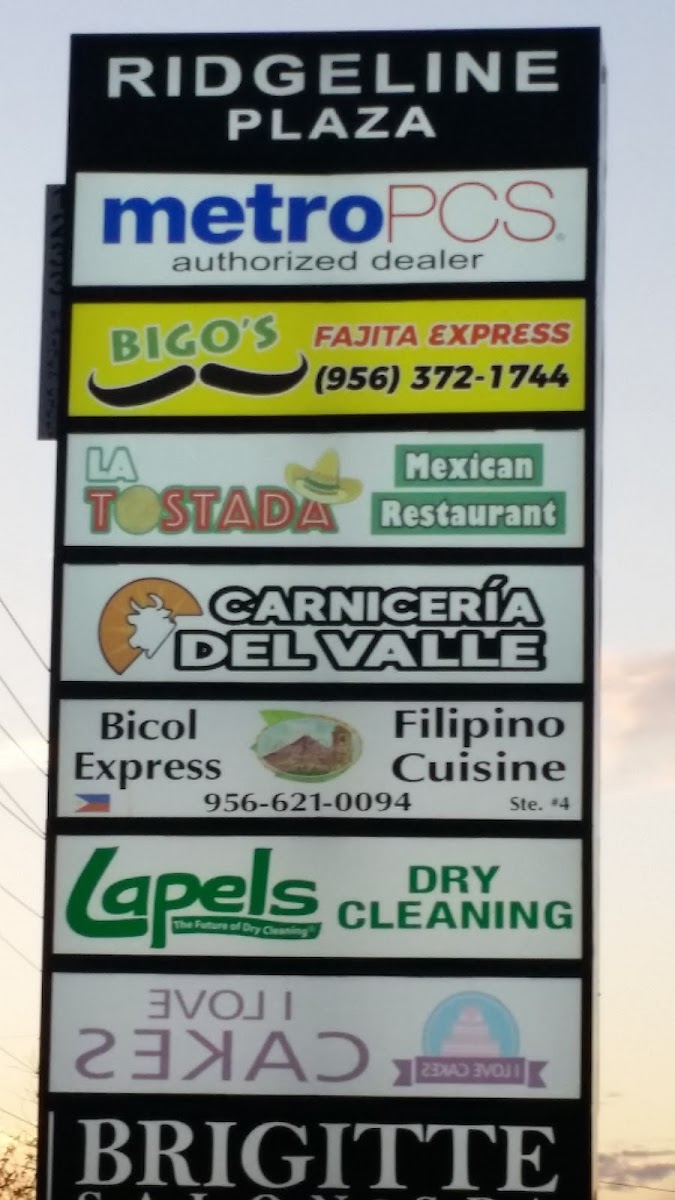 RIDGELINE
PLAZA
metroPCS
authorized dealer
BIGO'S FAJITA EXPRESS
(956) 372-1744
LA TOSTADA
Mexican
Restaurant
CARNICERÍA
DEL VALLE
Bicol
Express
Filipino
Cuisine
956-621-0094 Ste. #4
Lapels
The Future of Dry Cleaning®
DRY
CLEANING
I LOVE
CAKES
I LOVE CAKES
BRIGITTE